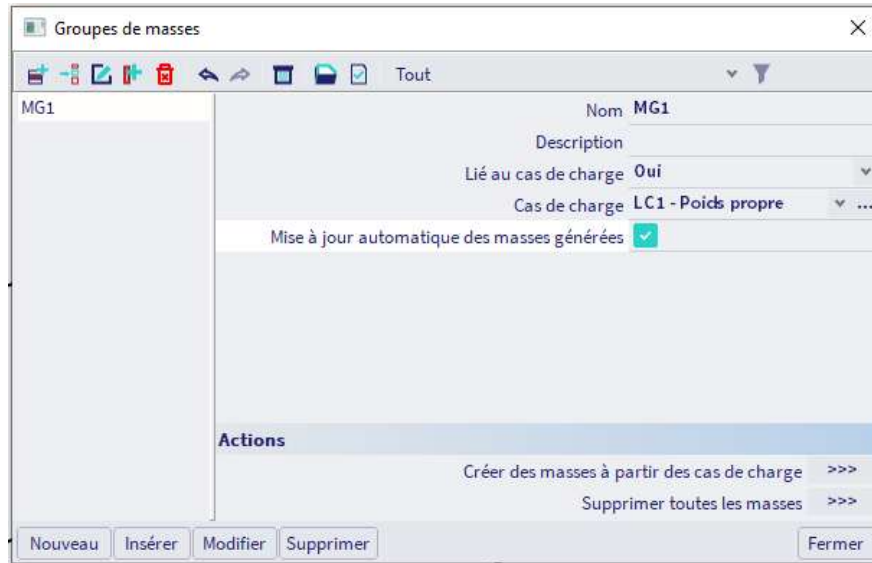 Groupes de masses
Tout
MG1
Nom MG1
Description
Lié au cas de charge Oui
Cas de charge LC1 - Poids propre ...
Mise à jour automatique des masses générées
Actions
Créer des masses à partir des cas de charge >>>
Supprimer toutes les masses >>>
Nouveau Insérer Modifier Supprimer Fermer